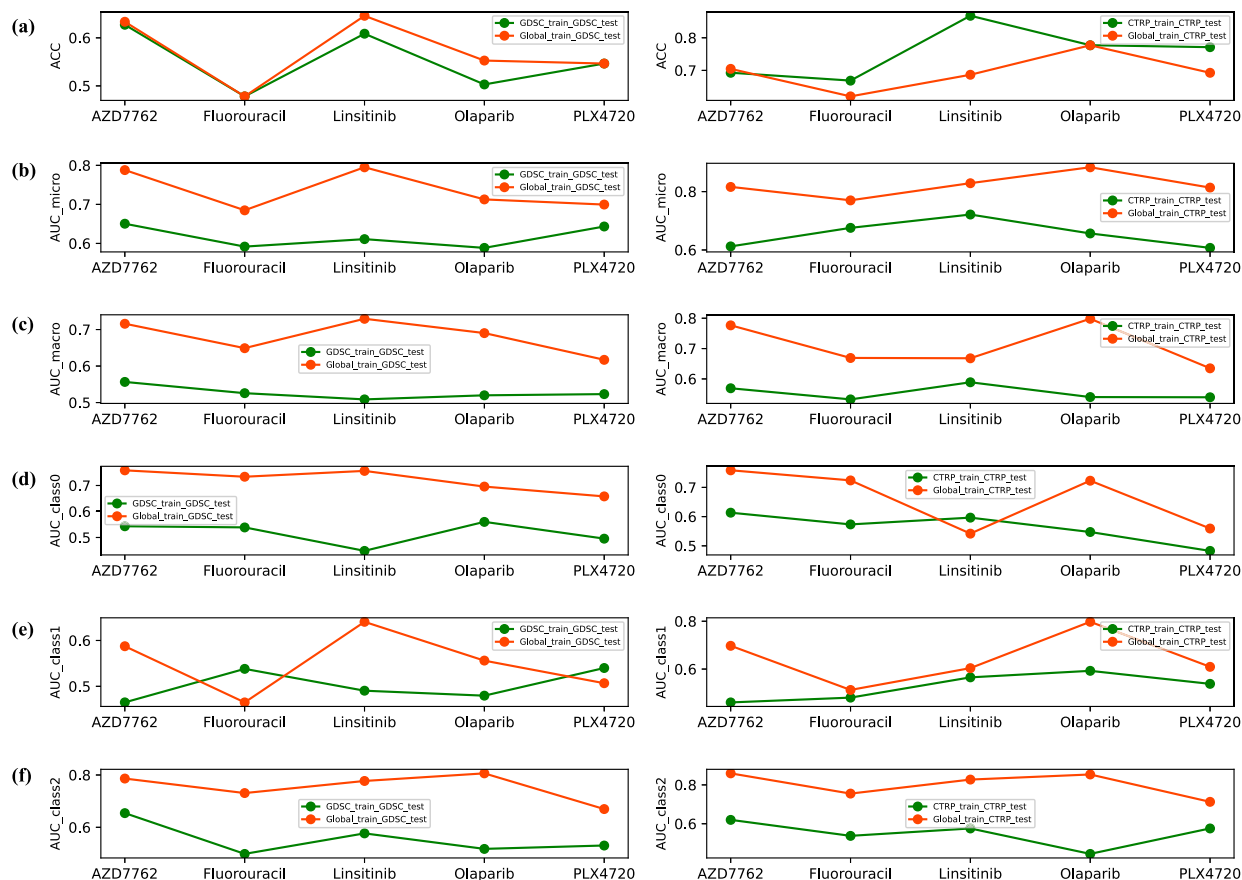 (a)
ACC
0.6
0.5
GDSC_train_GDSC_test
Global_train_GDSC_test
AZD7762 Fluorouracil Linsitinib Olaparib PLX4720
ACC
0.8
0.7
CTRP_train_CTRP_test
Global_train_CTRP_test
AZD7762 Fluorouracil Linsitinib Olaparib PLX4720
(b)
AUC_micro
0.8
0.7
0.6
GDSC_train_GDSC_test
Global_train_GDSC_test
AZD7762 Fluorouracil Linsitinib Olaparib PLX4720
AUC_micro
0.8
0.6
CTRP_train_CTRP_test
Global_train_CTRP_test
AZD7762 Fluorouracil Linsitinib Olaparib PLX4720
(c)
AUC_macro
0.7
0.6
0.5
GDSC_train_GDSC_test
Global_train_GDSC_test
AZD7762 Fluorouracil Linsitinib Olaparib PLX4720
AUC_macro
0.8
0.7
0.6
CTRP_train_CTRP_test
Global_train_CTRP_test
AZD7762 Fluorouracil Linsitinib Olaparib PLX4720
(d)
AUC_class0
0.7
0.6
0.5
GDSC_train_GDSC_test
Global_train_GDSC_test
AZD7762 Fluorouracil Linsitinib Olaparib PLX4720
AUC_class0
0.7
0.6
0.5
CTRP_train_CTRP_test
Global_train_CTRP_test
AZD7762 Fluorouracil Linsitinib Olaparib PLX4720
(e)
AUC_class1
0.6
0.5
GDSC_train_GDSC_test
Global_train_GDSC_test
AZD7762 Fluorouracil Linsitinib Olaparib PLX4720
AUC_class1
0.8
0.6
CTRP_train_CTRP_test
Global_train_CTRP_test
AZD7762 Fluorouracil Linsitinib Olaparib PLX4720
(f)
AUC_class2
0.8
0.6
GDSC_train_GDSC_test
Global_train_GDSC_test
AZD7762 Fluorouracil Linsitinib Olaparib PLX4720
AUC_class2
0.8
0.6
CTRP_train_CTRP_test
Global_train_CTRP_test
AZD7762 Fluorouracil Linsitinib Olaparib PLX4720